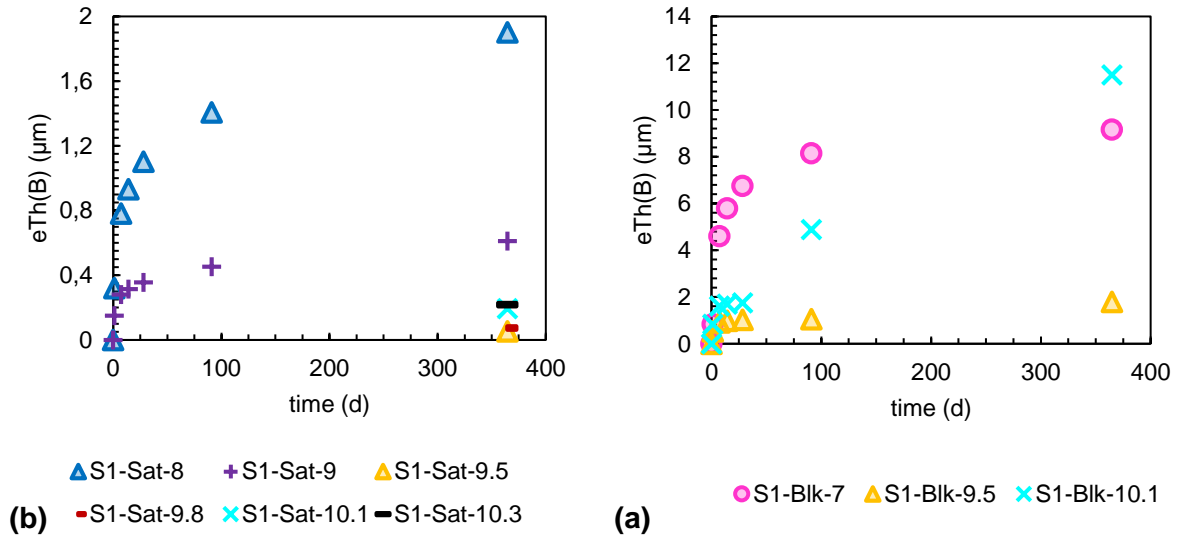 2
1,6
1,2
0,8
0,4
0
eTh(B) (µm)
0 100 200 300 400
time (d)
S1-Sat-8 S1-Sat-9 S1-Sat-9.5
S1-Sat-9.8 S1-Sat-10.1 S1-Sat-10.3
(b)
14
12
10
8
6
4
2
0
eTh(B) (µm)
0 100 200 300 400
time (d)
S1-Blk-7 S1-Blk-9.5 S1-Blk-10.1
(a)